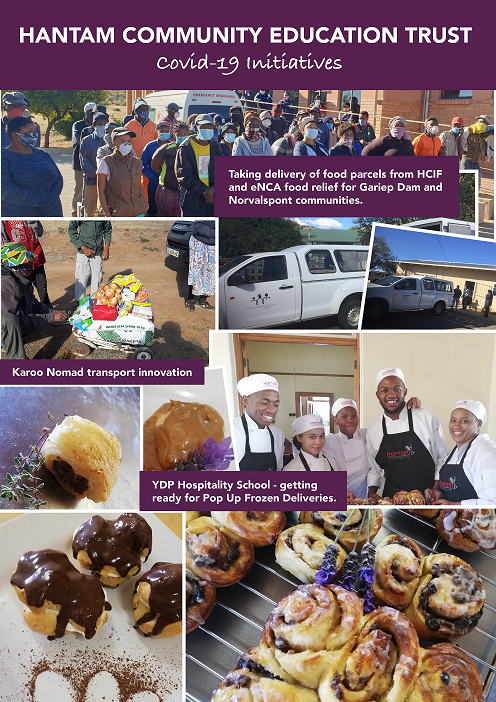 HANTAM COMMUNITY EDUCATION TRUST
Covid-19 Initiatives
Taking delivery of food parcels from HCIF
and eNCA food relief for Gariep Dam and
Norvalspont communities.
Karoo Nomad transport innovation
YDP Hospitality School - getting
ready for Pop Up Frozen Deliveries.